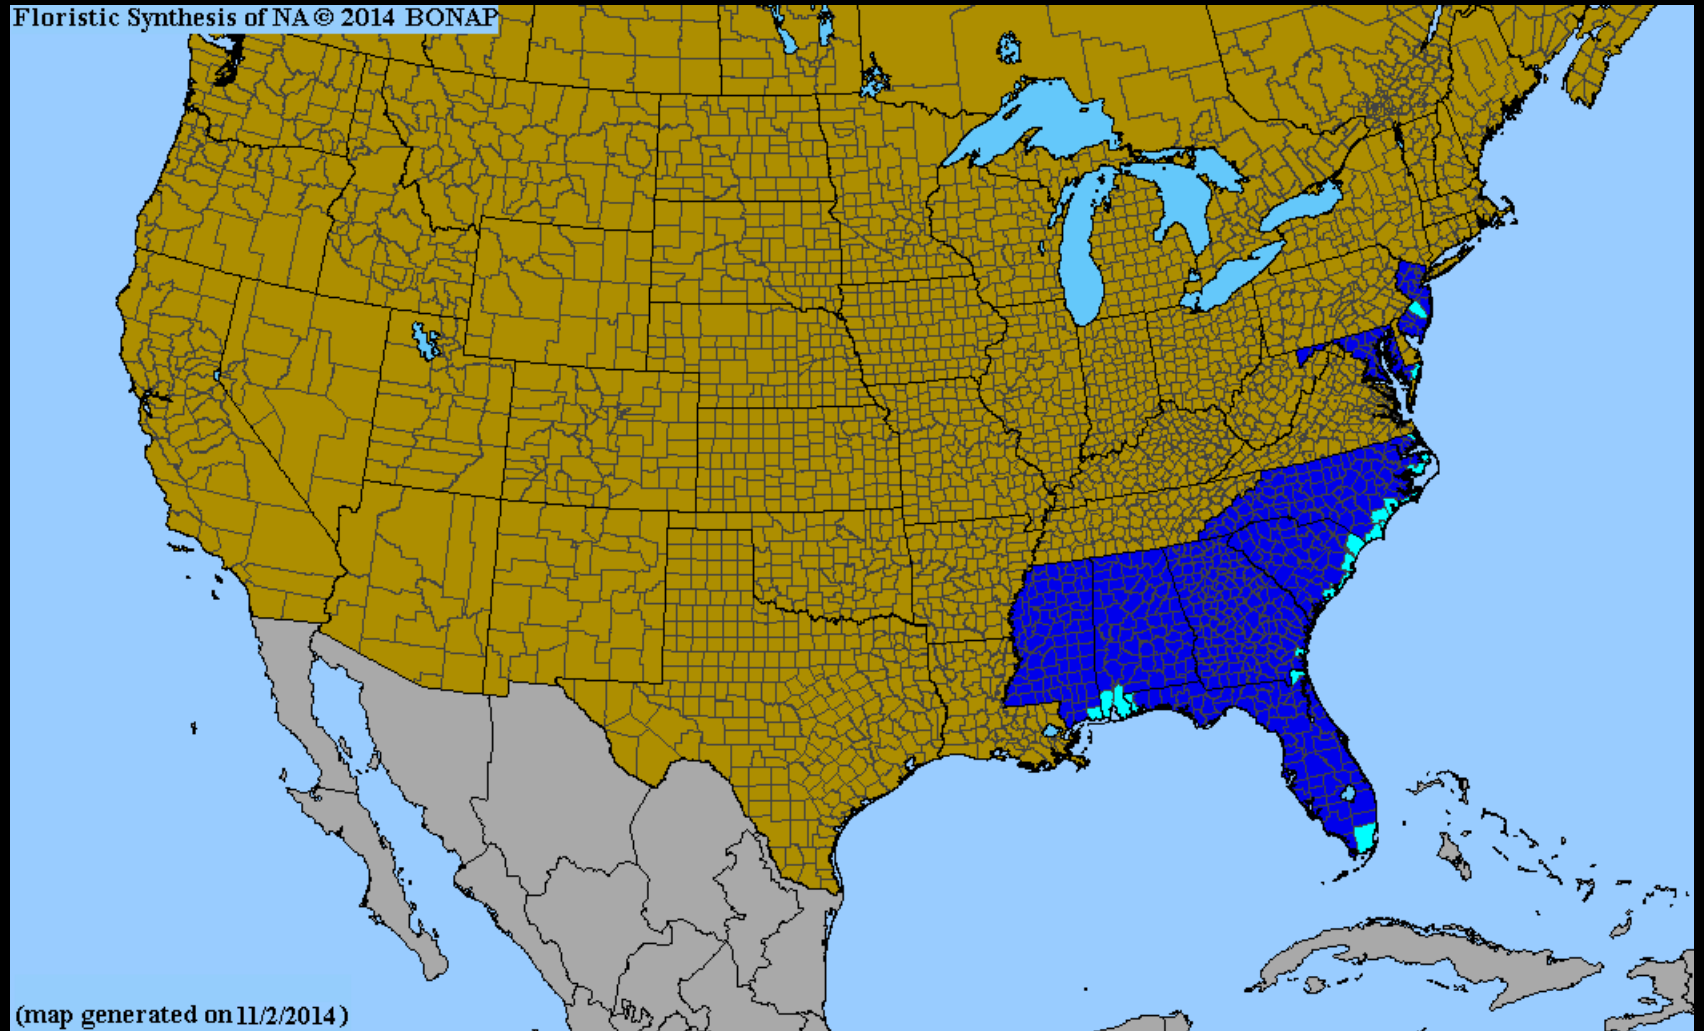 Floristic Synthesis of NA © 2014 BONAP
(map generated on 11/2/2014)